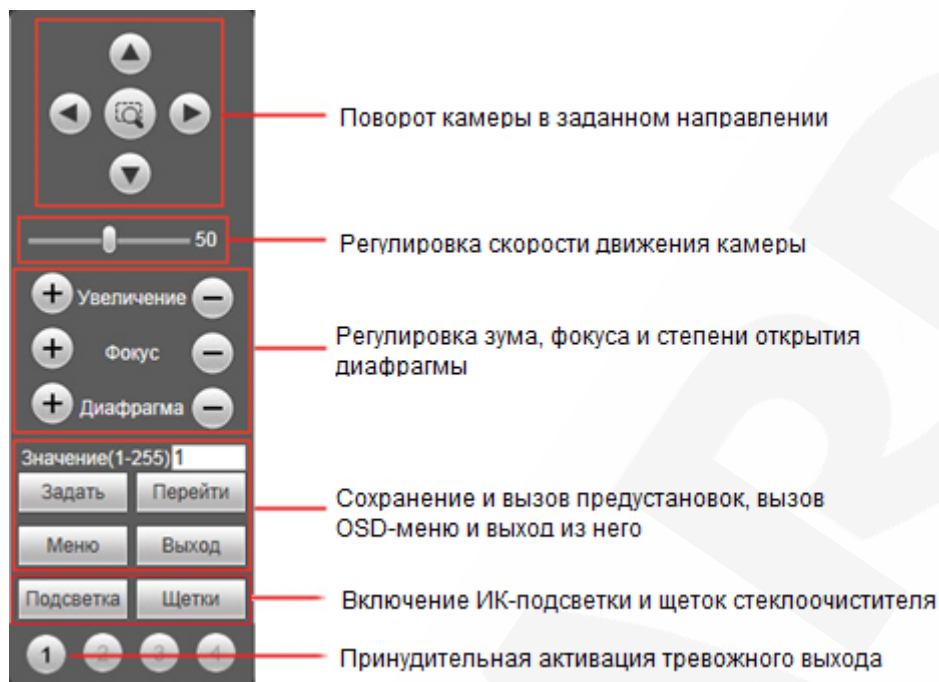 Поворот камеры в заданном направлении
50
Регулировка скорости движения камеры
Увеличение
Фокус
Диафрагма
Регулировка зума, фокуса и степени открытия
диафрагмы
Значение(1-255) 1
Задать Перейти
Меню Выход
Сохранение и вызов предустановок, вызов
OSD-меню и выход из него
Подсветка Щетки
Включение ИК-подсветки и щеток стеклоочистителя
1 2 3 4
Принудительная активация тревожного выхода